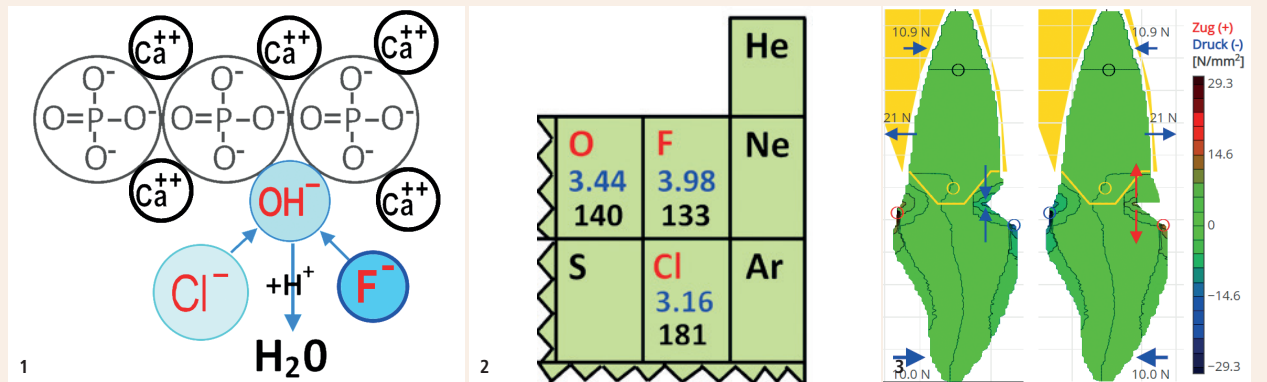 Ca++
Ca++
Ca++
O- O- O-
O=P–O- O=P–O- O=P–O-
O- O- O-
Ca++
OH−
Ca++
Cl−
+H+
F−
H20
1
He
O F Ne
3.44 3.98
140 133
S Cl Ar
3.16
181
2
10.9 N
10.9 N
21 N
21 N
10.0 N
10.0 N
3
Zug (+)
Druck (-)
[N/mm²]
29.3
14.6
0
−14.6
−29.3